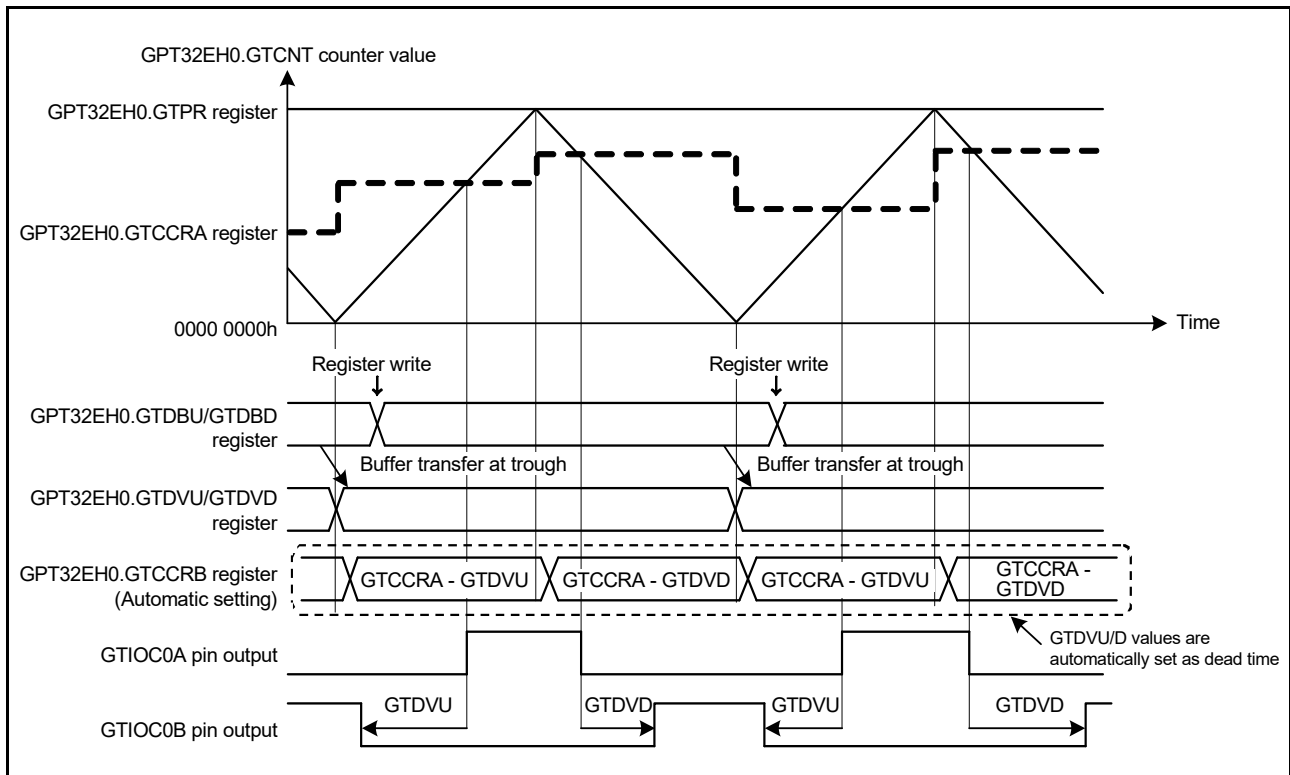 GPT32EH0.GTCNT counter value
GPT32EH0.GTPR register
GPT32EH0.GTCCRA register
0000 0000h
Time
Register write
Register write
GPT32EH0.GTDBU/GTDBD
register
Buffer transfer at trough
Buffer transfer at trough
GPT32EH0.GTDVU/GTDVD
register
GPT32EH0.GTCCRB register
(Automatic setting)
GTCCRA - GTDVU
GTCCRA - GTDVD
GTCCRA - GTDVU
GTCCRA -
GTDVD
GTDVU/D values are
automatically set as dead time
GTIOC0A pin output
GTDVU
GTDVD
GTDVU
GTDVD
GTIOC0B pin output